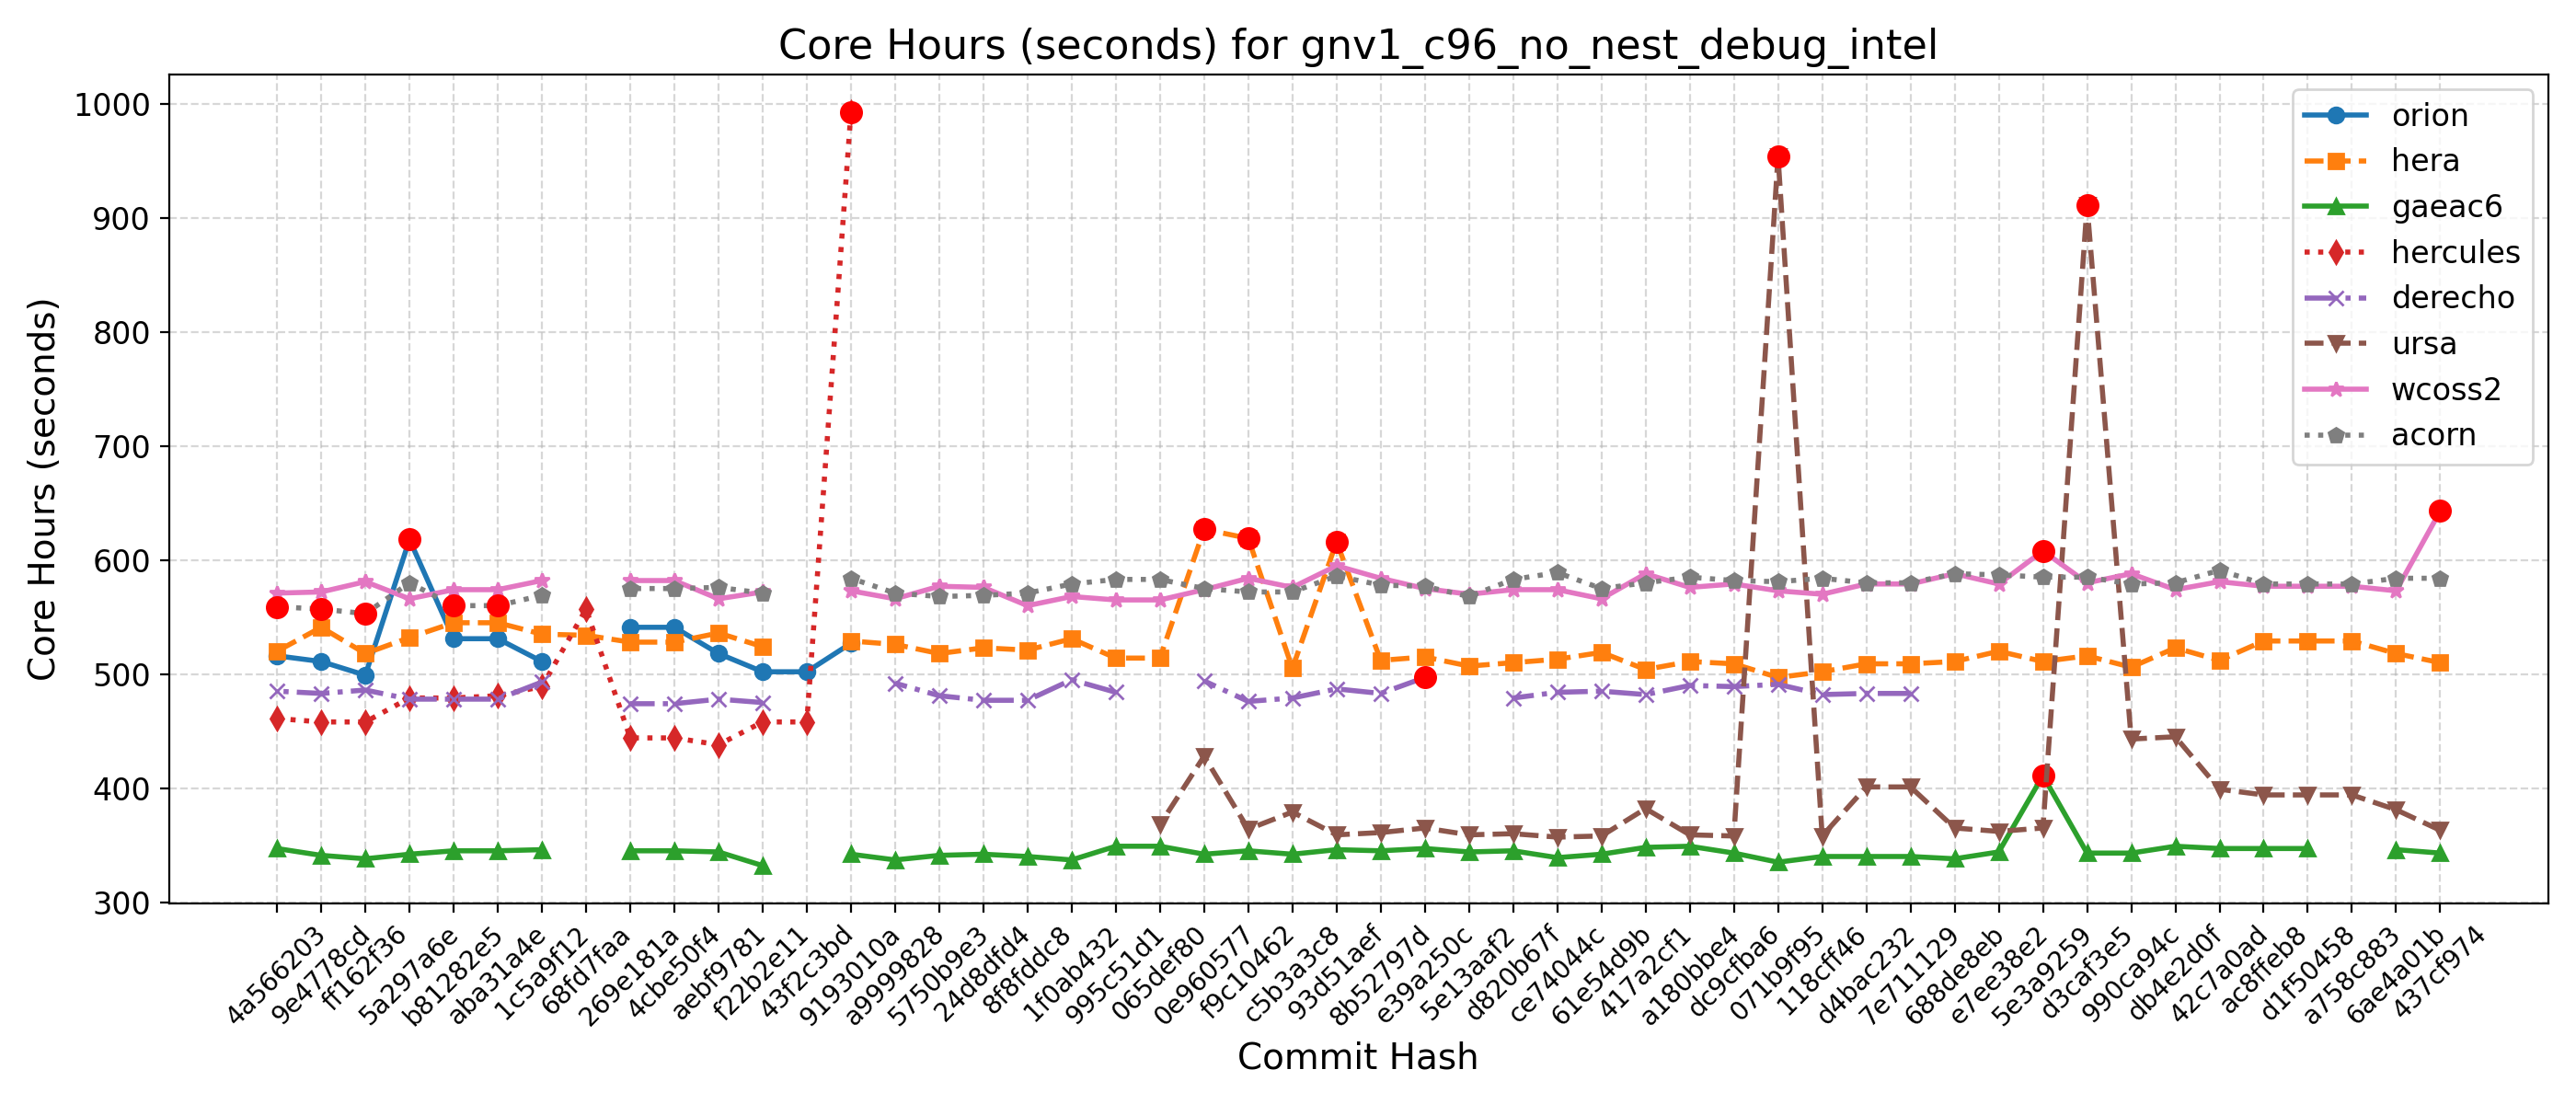 Core Hours (seconds) for gnv1_c96_no_nest_debug_intel
Core Hours (seconds)
1000
900
800
700
600
500
400
300
orion
hera
gaeac6
hercules
derecho
ursa
wcoss2
acorn
4a566203
9e4778cd
ff162f36
5a297a6e
b81282e5
aba31a4e
1c5a9f12
68fd7faa
269e181a
4cbe50f4
aebf9781
f22b2e11
43f2c3bd
9193010a
a9999828
5750b9e3
24d8dfd4
8f8fddc8
1f0ab432
995c51d1
065def80
0e960577
f9c10462
c5b3a3c8
93d51aef
8b52797d
e39a250c
5e13aaf2
d820b67f
ce74044c
61e54d9b
417a2cf1
a180bbe4
dc9cfba6
071b9f95
118cff46
d4bac232
7e711129
688de8eb
e7ee38e2
5e3a9259
d3caf3e5
990ca94c
db4e2d0f
42c7a0ad
ac8ffeb8
d1f50458
a758c883
6ae4a01b
437cf974
Commit Hash